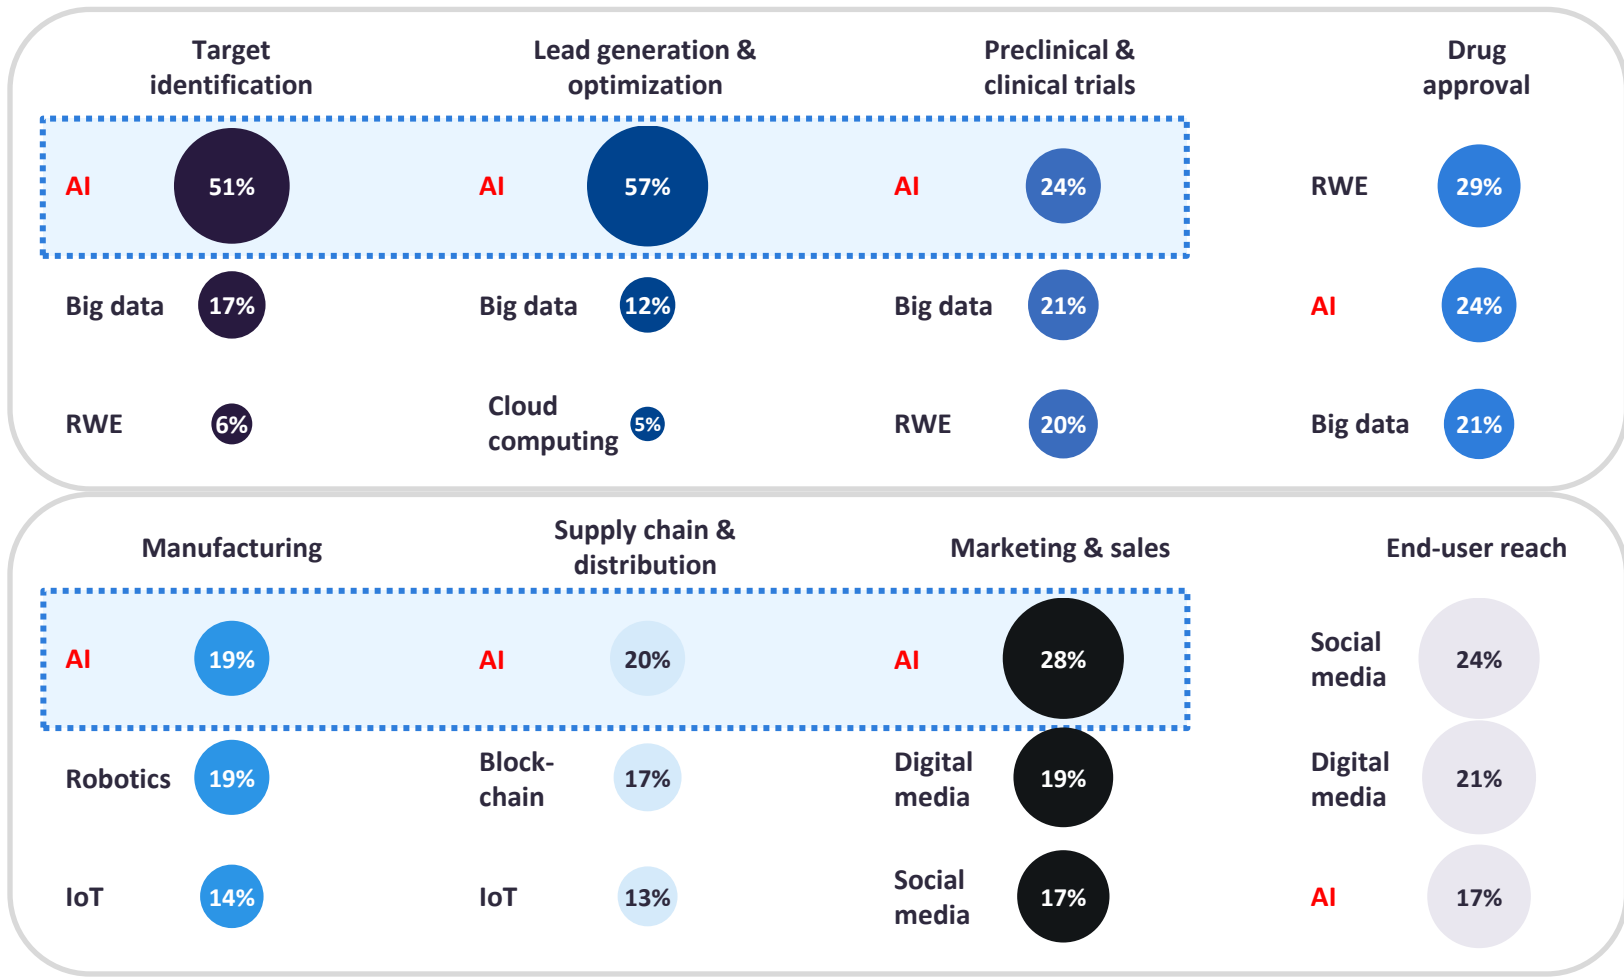 Target
identification
Lead generation &
optimization
Preclinical &
clinical trials
Drug
approval
AI
51%
AI
57%
AI
24%
RWE
29%
Big data
17%
Big data
12%
Big data
21%
AI
24%
RWE
6%
Cloud
computing
5%
RWE
20%
Big data
21%
Manufacturing
Supply chain &
distribution
Marketing & sales
End-user reach
AI
19%
AI
20%
AI
28%
Social
media
24%
Robotics
19%
Block-
chain
17%
Digital
media
19%
Digital
media
21%
IoT
14%
IoT
13%
Social
media
17%
AI
17%